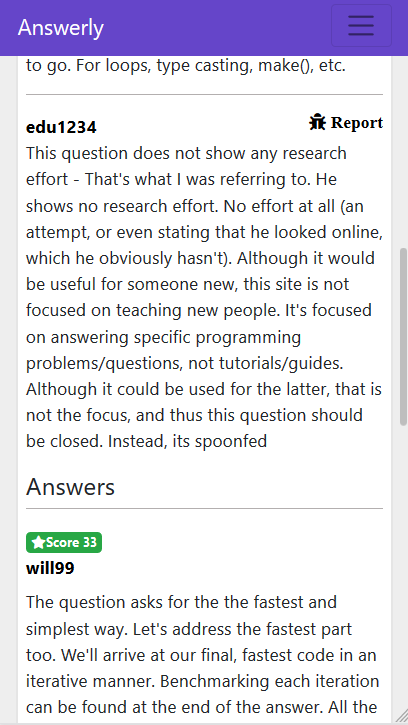 Answerly
to go. For loops, type casting, make(), etc.
edu1234
Report
This question does not show any research
effort - That's what I was referring to. He
shows no research effort. No effort at all (an
attempt, or even stating that he looked online,
which he obviously hasn't). Although it would
be useful for someone new, this site is not
focused on teaching new people. It's focused
on answering specific programming
problems/questions, not tutorials/guides.
Although it could be used for the latter, that is
not the focus, and thus this question should
be closed. Instead, its spoonfed
Answers
Score 33
will99
The question asks for the the fastest and
simplest way. Let's address the fastest part
too. We'll arrive at our final, fastest code in an
iterative manner. Benchmarking each iteration
can be found at the end of the answer. All the